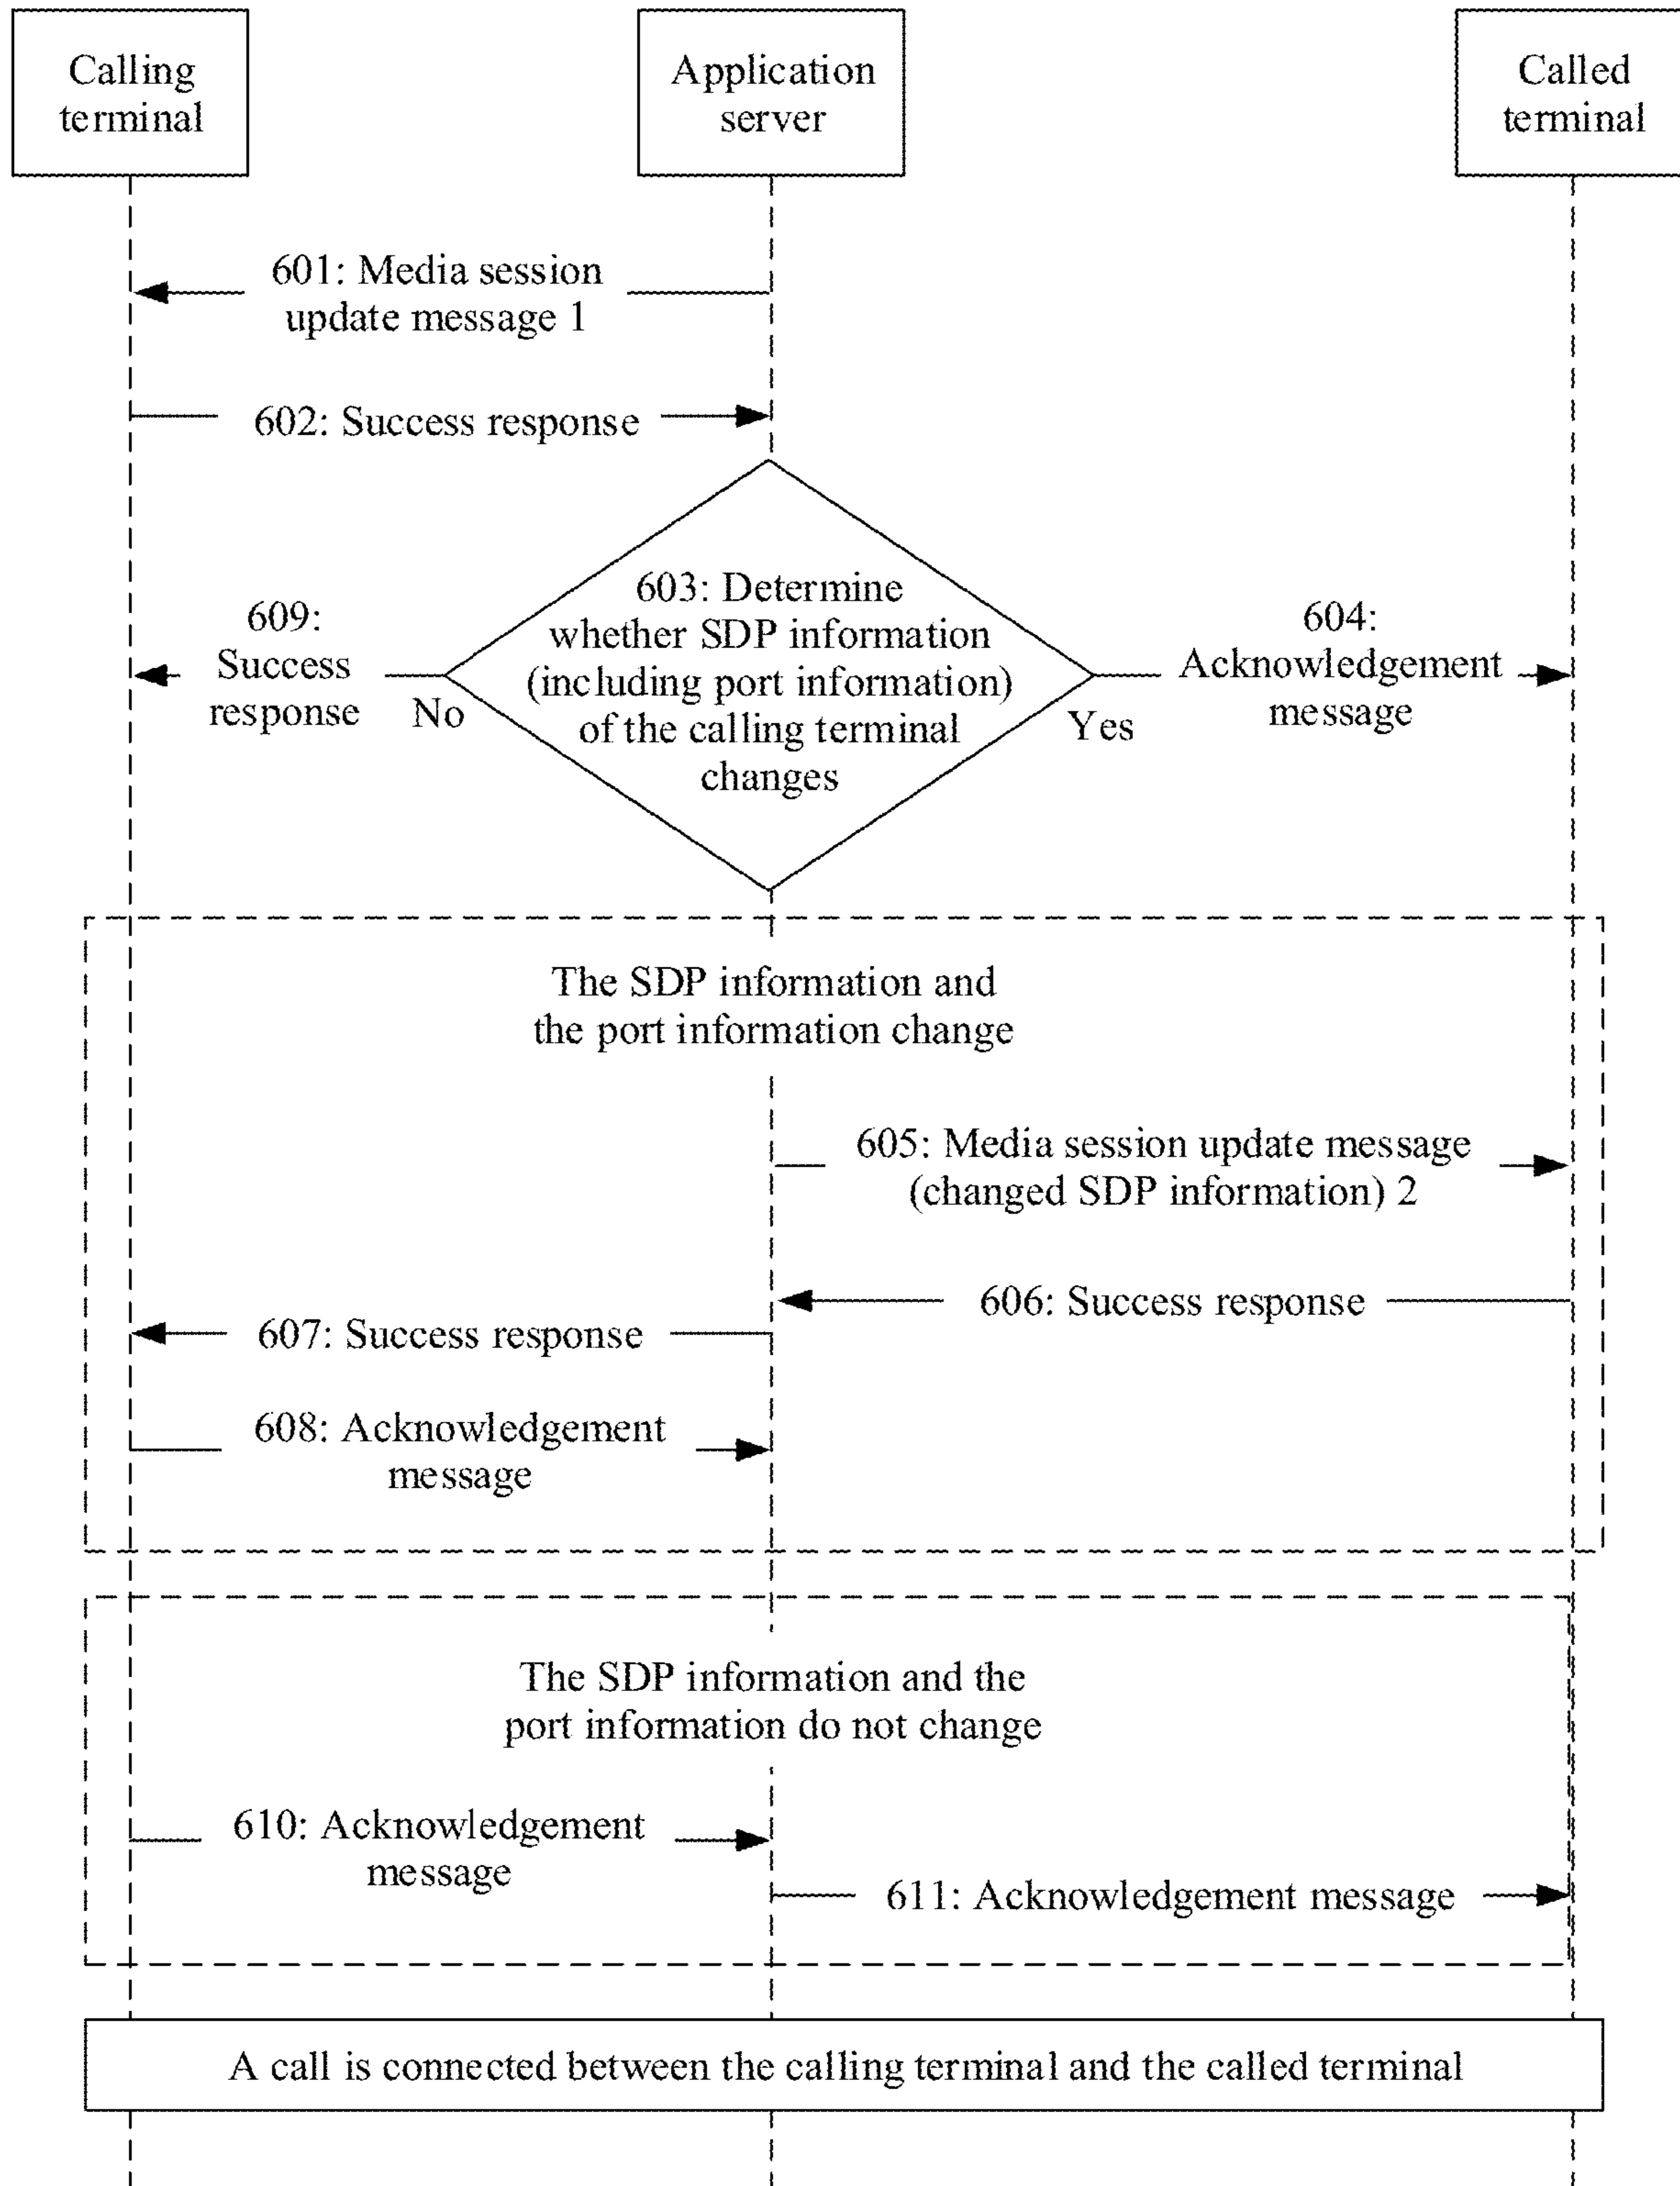 Calling
terminal
Application
server
Called
terminal
601: Media session
update message 1
602: Success response
603: Determine
whether SDP information
(including port information)
of the calling terminal
changes
609:
Success
response
No
Yes
604:
Acknowledgement
message
The SDP information and
the port information change
605: Media session update message
(changed SDP information) 2
606: Success response
607: Success response
608: Acknowledgement
message
The SDP information and the
port information do not change
610: Acknowledgement
message
611: Acknowledgement message
A call is connected between the calling terminal and the called terminal